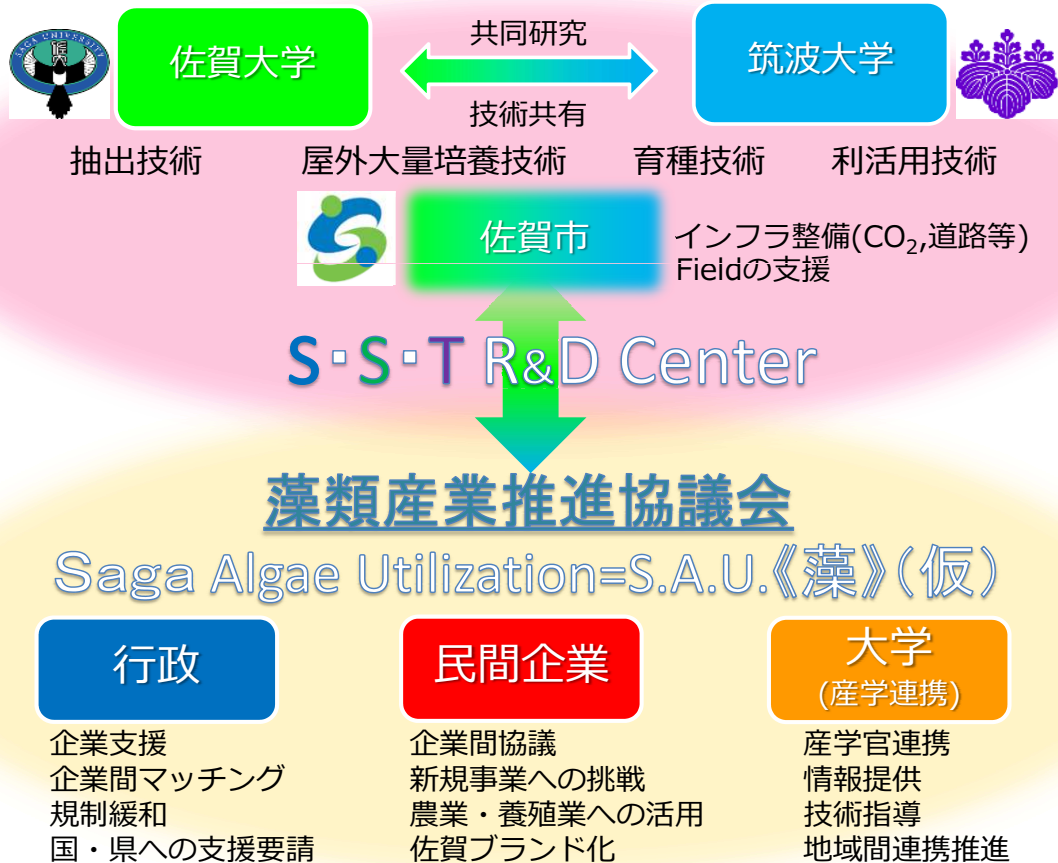 SAGA UNIVERSITY
佐賀大学
共同研究
技術共有
筑波大学
抽出技術 屋外大量培養技術 育種技術 利活用技術
佐賀市
インフラ整備(CO₂,道路等)
Fieldの支援
S・S・T R&D Center
藻類産業推進協議会
Saga Algae Utilization=S.A.U.《藻》(仮)
行政
企業支援
企業間マッチング
規制緩和
国・県への支援要請
民間企業
企業間協議
新規事業への挑戦
農業・養殖業への活用
佐賀ブランド化
大学
(産学連携)
産学官連携
情報提供
技術指導
地域間連携推進